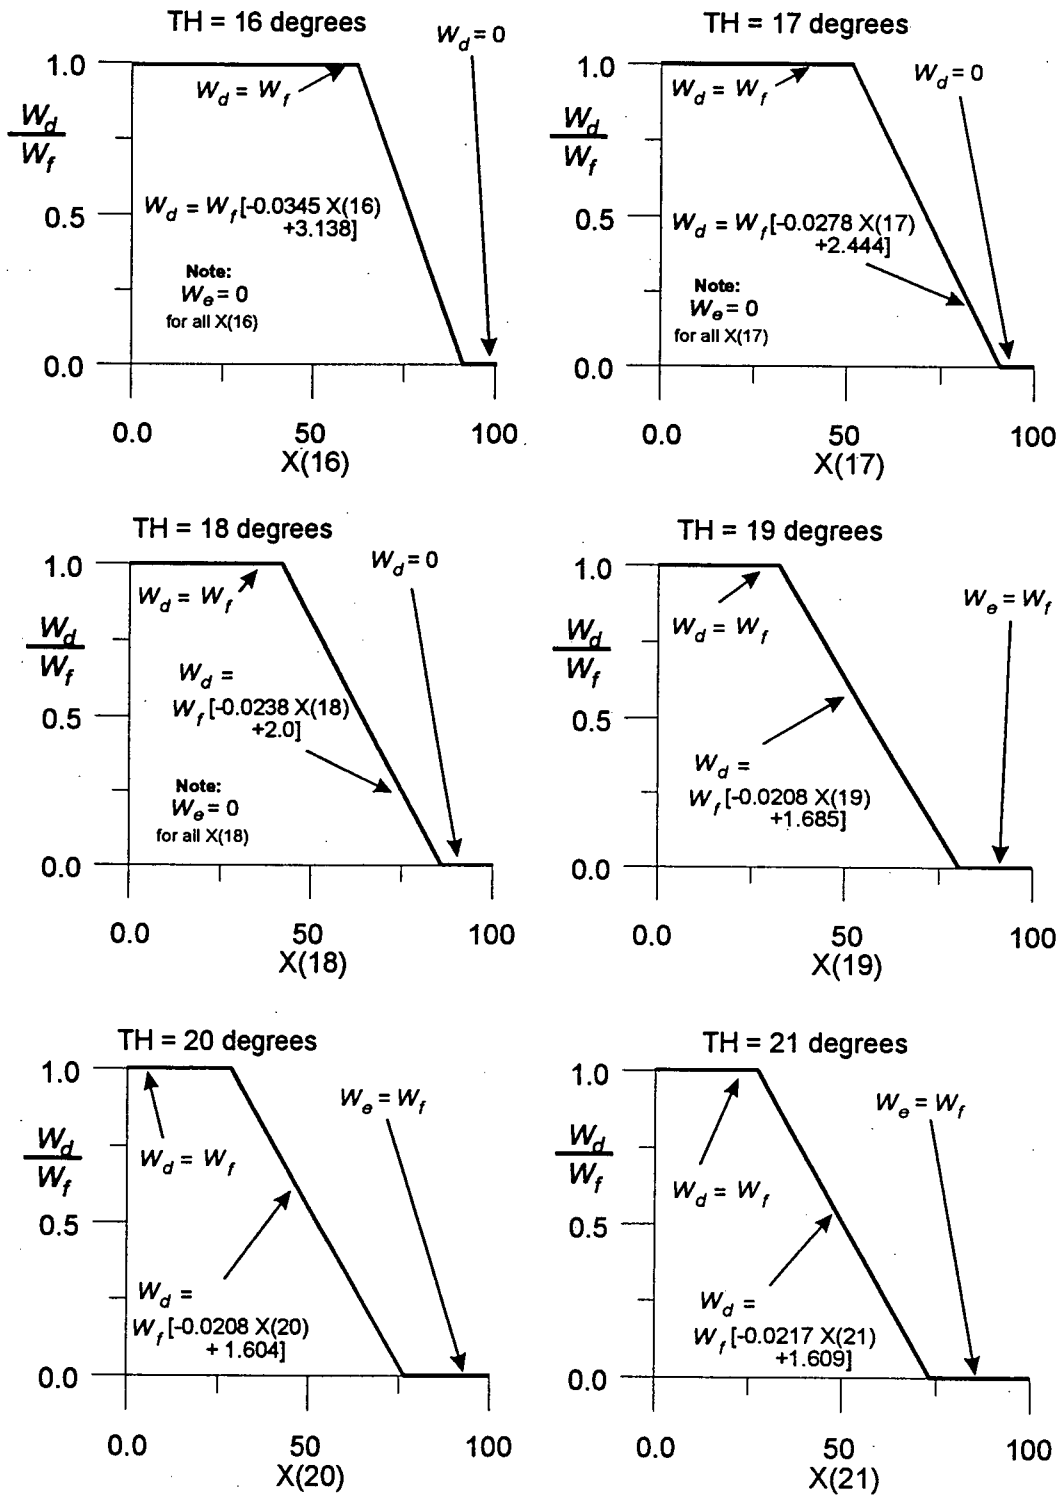 TH = 16 degrees
W_d = 0
1.0
W_d = W_f
W_d
W_f
0.5
W_d = W_f [-0.0345 X(16)
+3.138]
Note:
W_e = 0
for all X(16)
0.0
0.0 50 100
X(16)
TH = 17 degrees
W_d = 0
1.0
W_d = W_f
W_d
W_f
0.5
W_d = W_f [-0.0278 X(17)
+2.444]
Note:
W_e = 0
for all X(17)
0.0
0.0 50 100
X(17)
TH = 18 degrees
W_d = 0
1.0
W_d = W_f
W_d
W_f
W_d =
W_f [-0.0238 X(18)
+2.0]
0.5
Note:
W_e = 0
for all X(18)
0.0
0.0 50 100
X(18)
TH = 19 degrees
1.0
W_e = W_f
W_d = W_f
W_d
W_f
0.5
W_d =
W_f [-0.0208 X(19)
+1.685]
0.0
0.0 50 100
X(19)
TH = 20 degrees
1.0
W_e = W_f
W_d
W_f
W_d = W_f
0.5
W_d =
W_f [-0.0208 X(20)
+ 1.604]
0.0
0.0 50 100
X(20)
TH = 21 degrees
1.0
W_e = W_f
W_d
W_f
W_d = W_f
0.5
W_d =
W_f [-0.0217 X(21)
+1.609]
0.0
0.0 50 100
X(21)